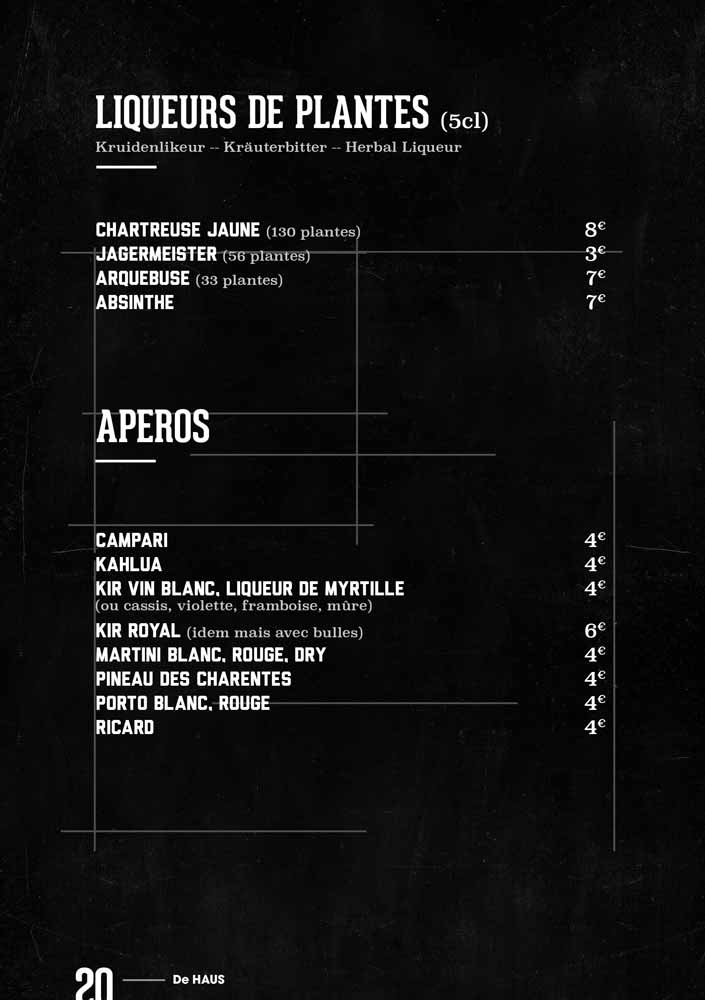 LIQUEURS DE PLANTES (5cl)
Kruidenlikeur -- Kräuterbitter -- Herbal Liqueur
CHARTREUSE JAUNE (130 plantes) 8€
JAGERMEISTER (56 plantes) 3€
ARQUEBUSE (33 plantes) 7€
ABSINTHE 7€
APEROS
CAMPARI 4€
KAHLUA 4€
KIR VIN BLANC, LIQUEUR DE MYRTILLE 4€
(ou cassis, violette, framboise, mûre)
KIR ROYAL (idem mais avec bulles) 6€
MARTINI BLANC, ROUGE, DRY 4€
PINEAU DES CHARENTES 4€
PORTO BLANC, ROUGE 4€
RICARD 4€
20 De HAUS